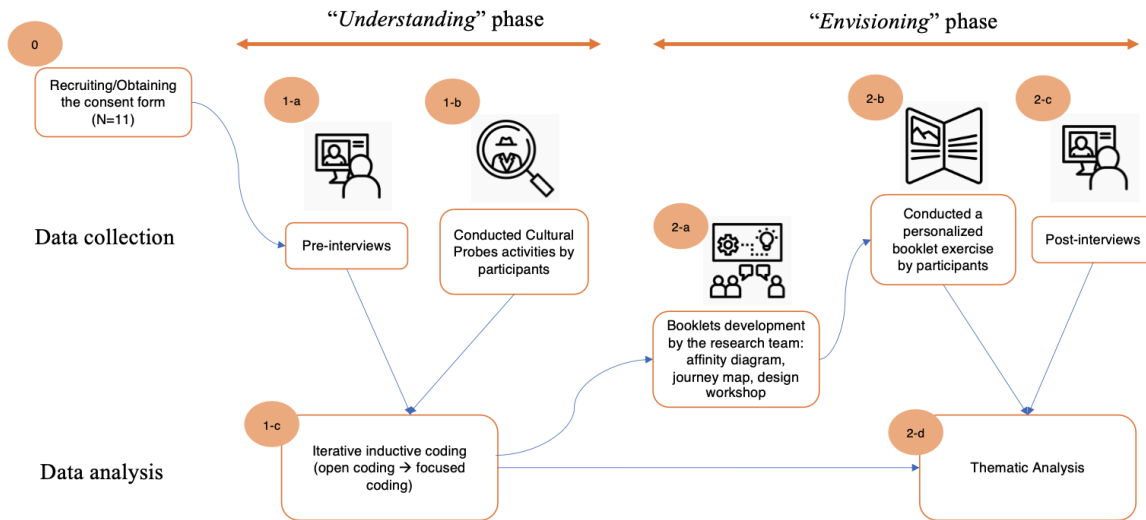 “Understanding” phase
“Envisioning” phase
0
Recruiting/Obtaining
the consent form
(N=11)
1-a
1-b
2-b
2-c
Data collection
Pre-interviews
Conducted Cultural
Probes activities by
participants
2-a
Conducted a
personalized
booklet exercise
by participants
Post-interviews
Booklets development
by the research team:
affinity diagram,
journey map, design
workshop
1-c
2-d
Data analysis
Iterative inductive coding
(open coding → focused
coding)
Thematic Analysis